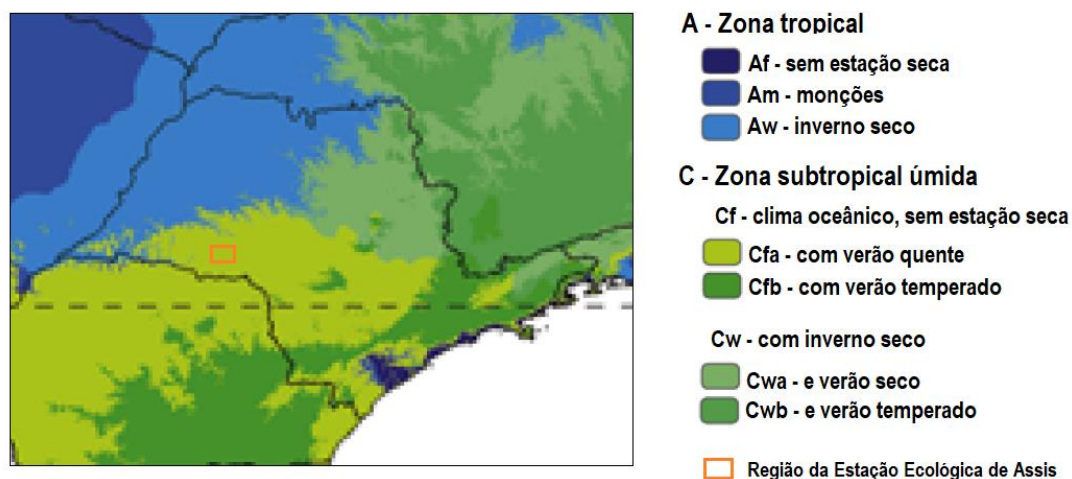 A - Zona tropical
Af - sem estação seca
Am - monções
Aw - inverno seco
C - Zona subtropical úmida
Cf - clima oceânico, sem estação seca
Cfa - com verão quente
Cfb - com verão temperado
Cw - com inverno seco
Cwa - e verão seco
Cwb - e verão temperado
Região da Estação Ecológica de Assis